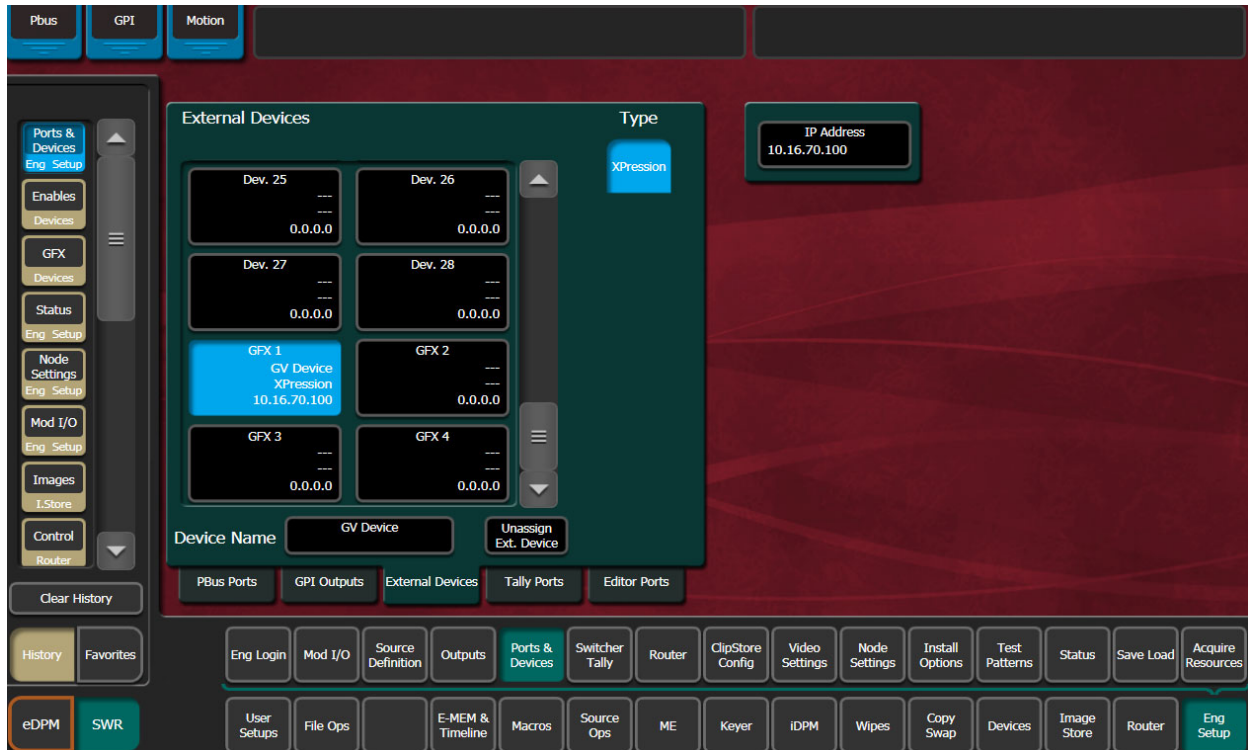 Pbus
GPI
Motion
Ports &
Devices
Eng Setup
Enables
Devices
GFX
Devices
Status
Eng Setup
Node
Settings
Eng Setup
Mod I/O
Eng Setup
Images
I.Store
Control
Router
Clear History
History
Favorites
eDPM
SWR
External Devices
Type
XPression
IP Address
10.16.70.100
Dev. 25
---
---
0.0.0.0
Dev. 26
---
---
0.0.0.0
Dev. 27
---
---
0.0.0.0
Dev. 28
---
---
0.0.0.0
GFX 1
GV Device
XPression
10.16.70.100
GFX 2
---
---
0.0.0.0
GFX 3
---
---
0.0.0.0
GFX 4
---
---
0.0.0.0
Device Name
GV Device
Unassign
Ext. Device
PBus Ports
GPI Outputs
External Devices
Tally Ports
Editor Ports
Eng Login
Mod I/O
Source
Definition
Outputs
Ports &
Devices
Switcher
Tally
Router
ClipStore
Config
Video
Settings
Node
Settings
Install
Options
Test
Patterns
Status
Save Load
Acquire
Resources
User
Setups
File Ops
E-MEM &
Timeline
Macros
Source
Ops
ME
Keyer
iDPM
Wipes
Copy
Swap
Devices
Image
Store
Router
Eng
Setup